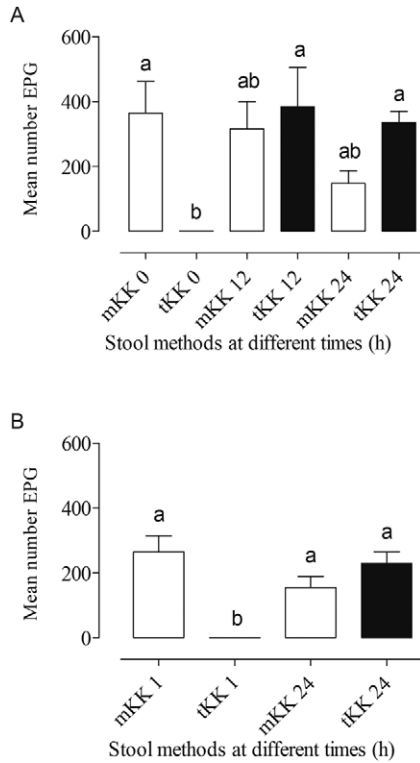 A
600
400
200
0
Mean number EPG
a
b
ab
a
ab
a
mKK 0
tKK 0
mKK 12
tKK 12
mKK 24
tKK 24
Stool methods at different times (h)
B
600
400
200
0
Mean number EPG
a
b
a
a
mKK 1
tKK 1
mKK 24
tKK 24
Stool methods at different times (h)